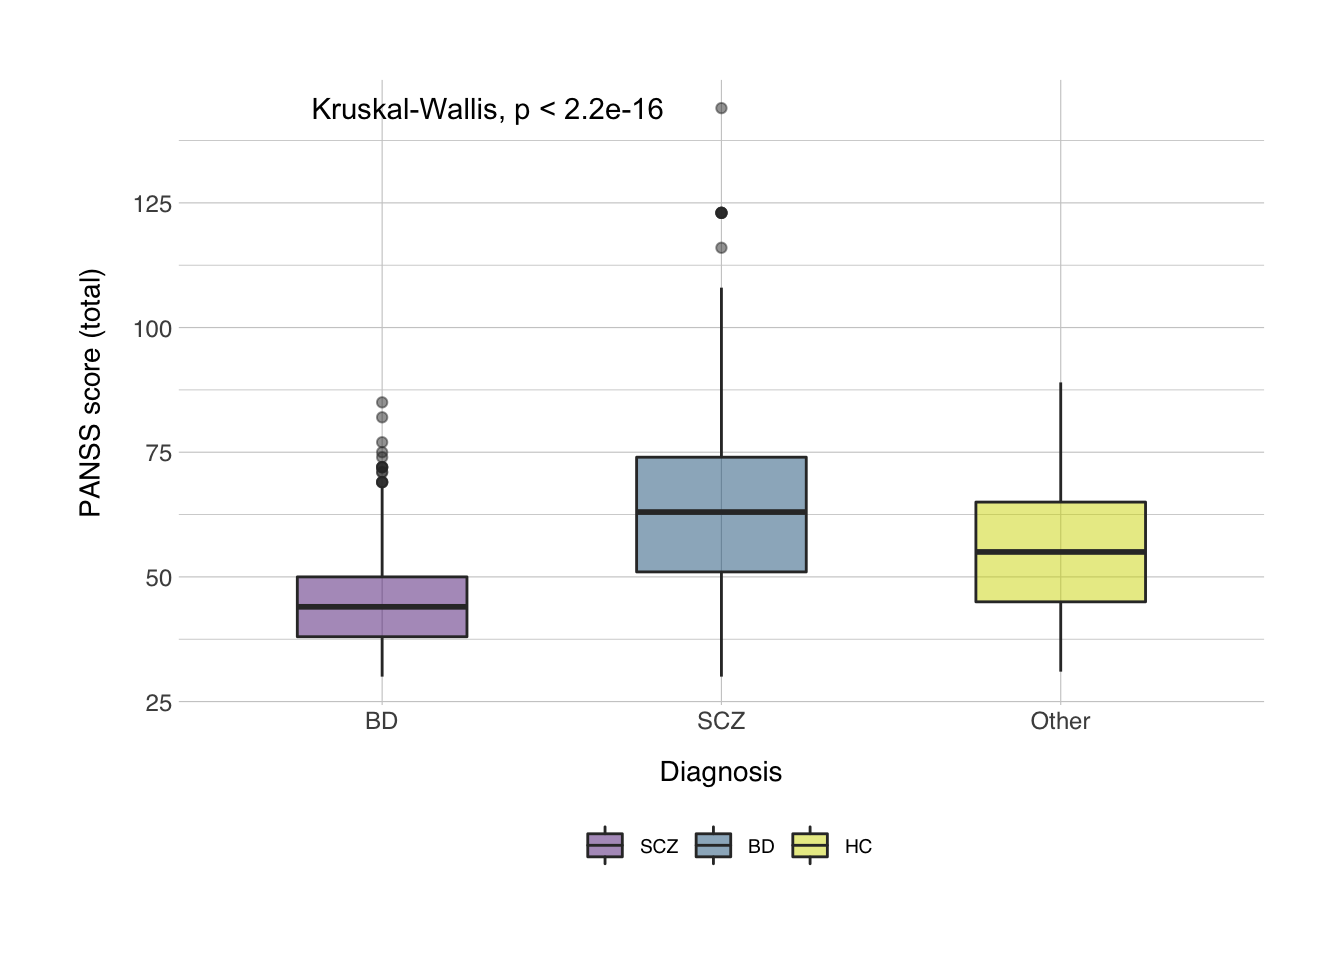 Kruskal-Wallis, p < 2.2e-16
PANSS score (total)
125
100
75
50
25
BD SCZ Other
Diagnosis
SCZ BD HC